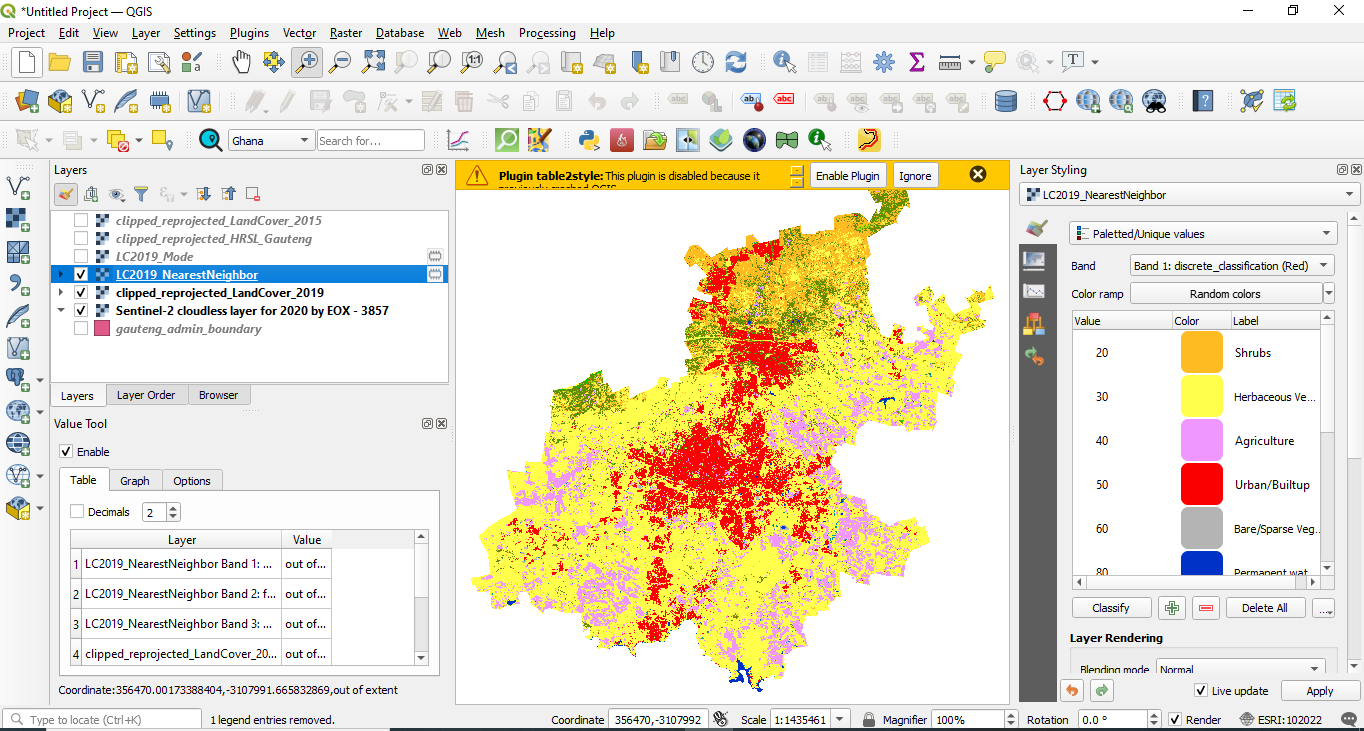 *Untitled Project — QGIS
Project Edit View Layer Settings Plugins Vector Raster Database Web Mesh Processing Help
Ghana Search for...
Layers
clipped_reprojected_LandCover_2015
clipped_reprojected_HRSL_Gauteng
LC2019_Mode
LC2019_NearestNeighbor
clipped_reprojected_LandCover_2019
Sentinel-2 cloudless layer for 2020 by EOX - 3857
gauteng_admin_boundary
Layers Layer Order Browser
Value Tool
Enable
Table Graph Options
Decimals 2
Layer Value
1 LC2019_NearestNeighbor Band 1: ... out of...
2 LC2019_NearestNeighbor Band 2: f... out of...
3 LC2019_NearestNeighbor Band 3: ... out of...
4 clipped_reprojected_LandCover_20... out of...
Coordinate:356470.00173388404,-3107991.665832869,out of extent
Plugin table2style: This plugin is disabled because it
previously crashed QGIS
Enable Plugin Ignore
Layer Styling
LC2019_NearestNeighbor
Paletted/Unique values
Band Band 1: discrete_classification (Red)
Color ramp Random colors
Value Color Label
20 Shrubs
30 Herbaceous Ve...
40 Agriculture
50 Urban/Builtup
60 Bare/Sparse Veg...
80 Permanent wat
Classify Delete All ...
Layer Rendering
Blending mode Normal
Live update Apply
Type to locate (Ctrl+K) 1 legend entries removed. Coordinate 356470,-3107992 Scale 1:1435461 Magnifier 100% Rotation 0.0 ° Render ESRI:102022